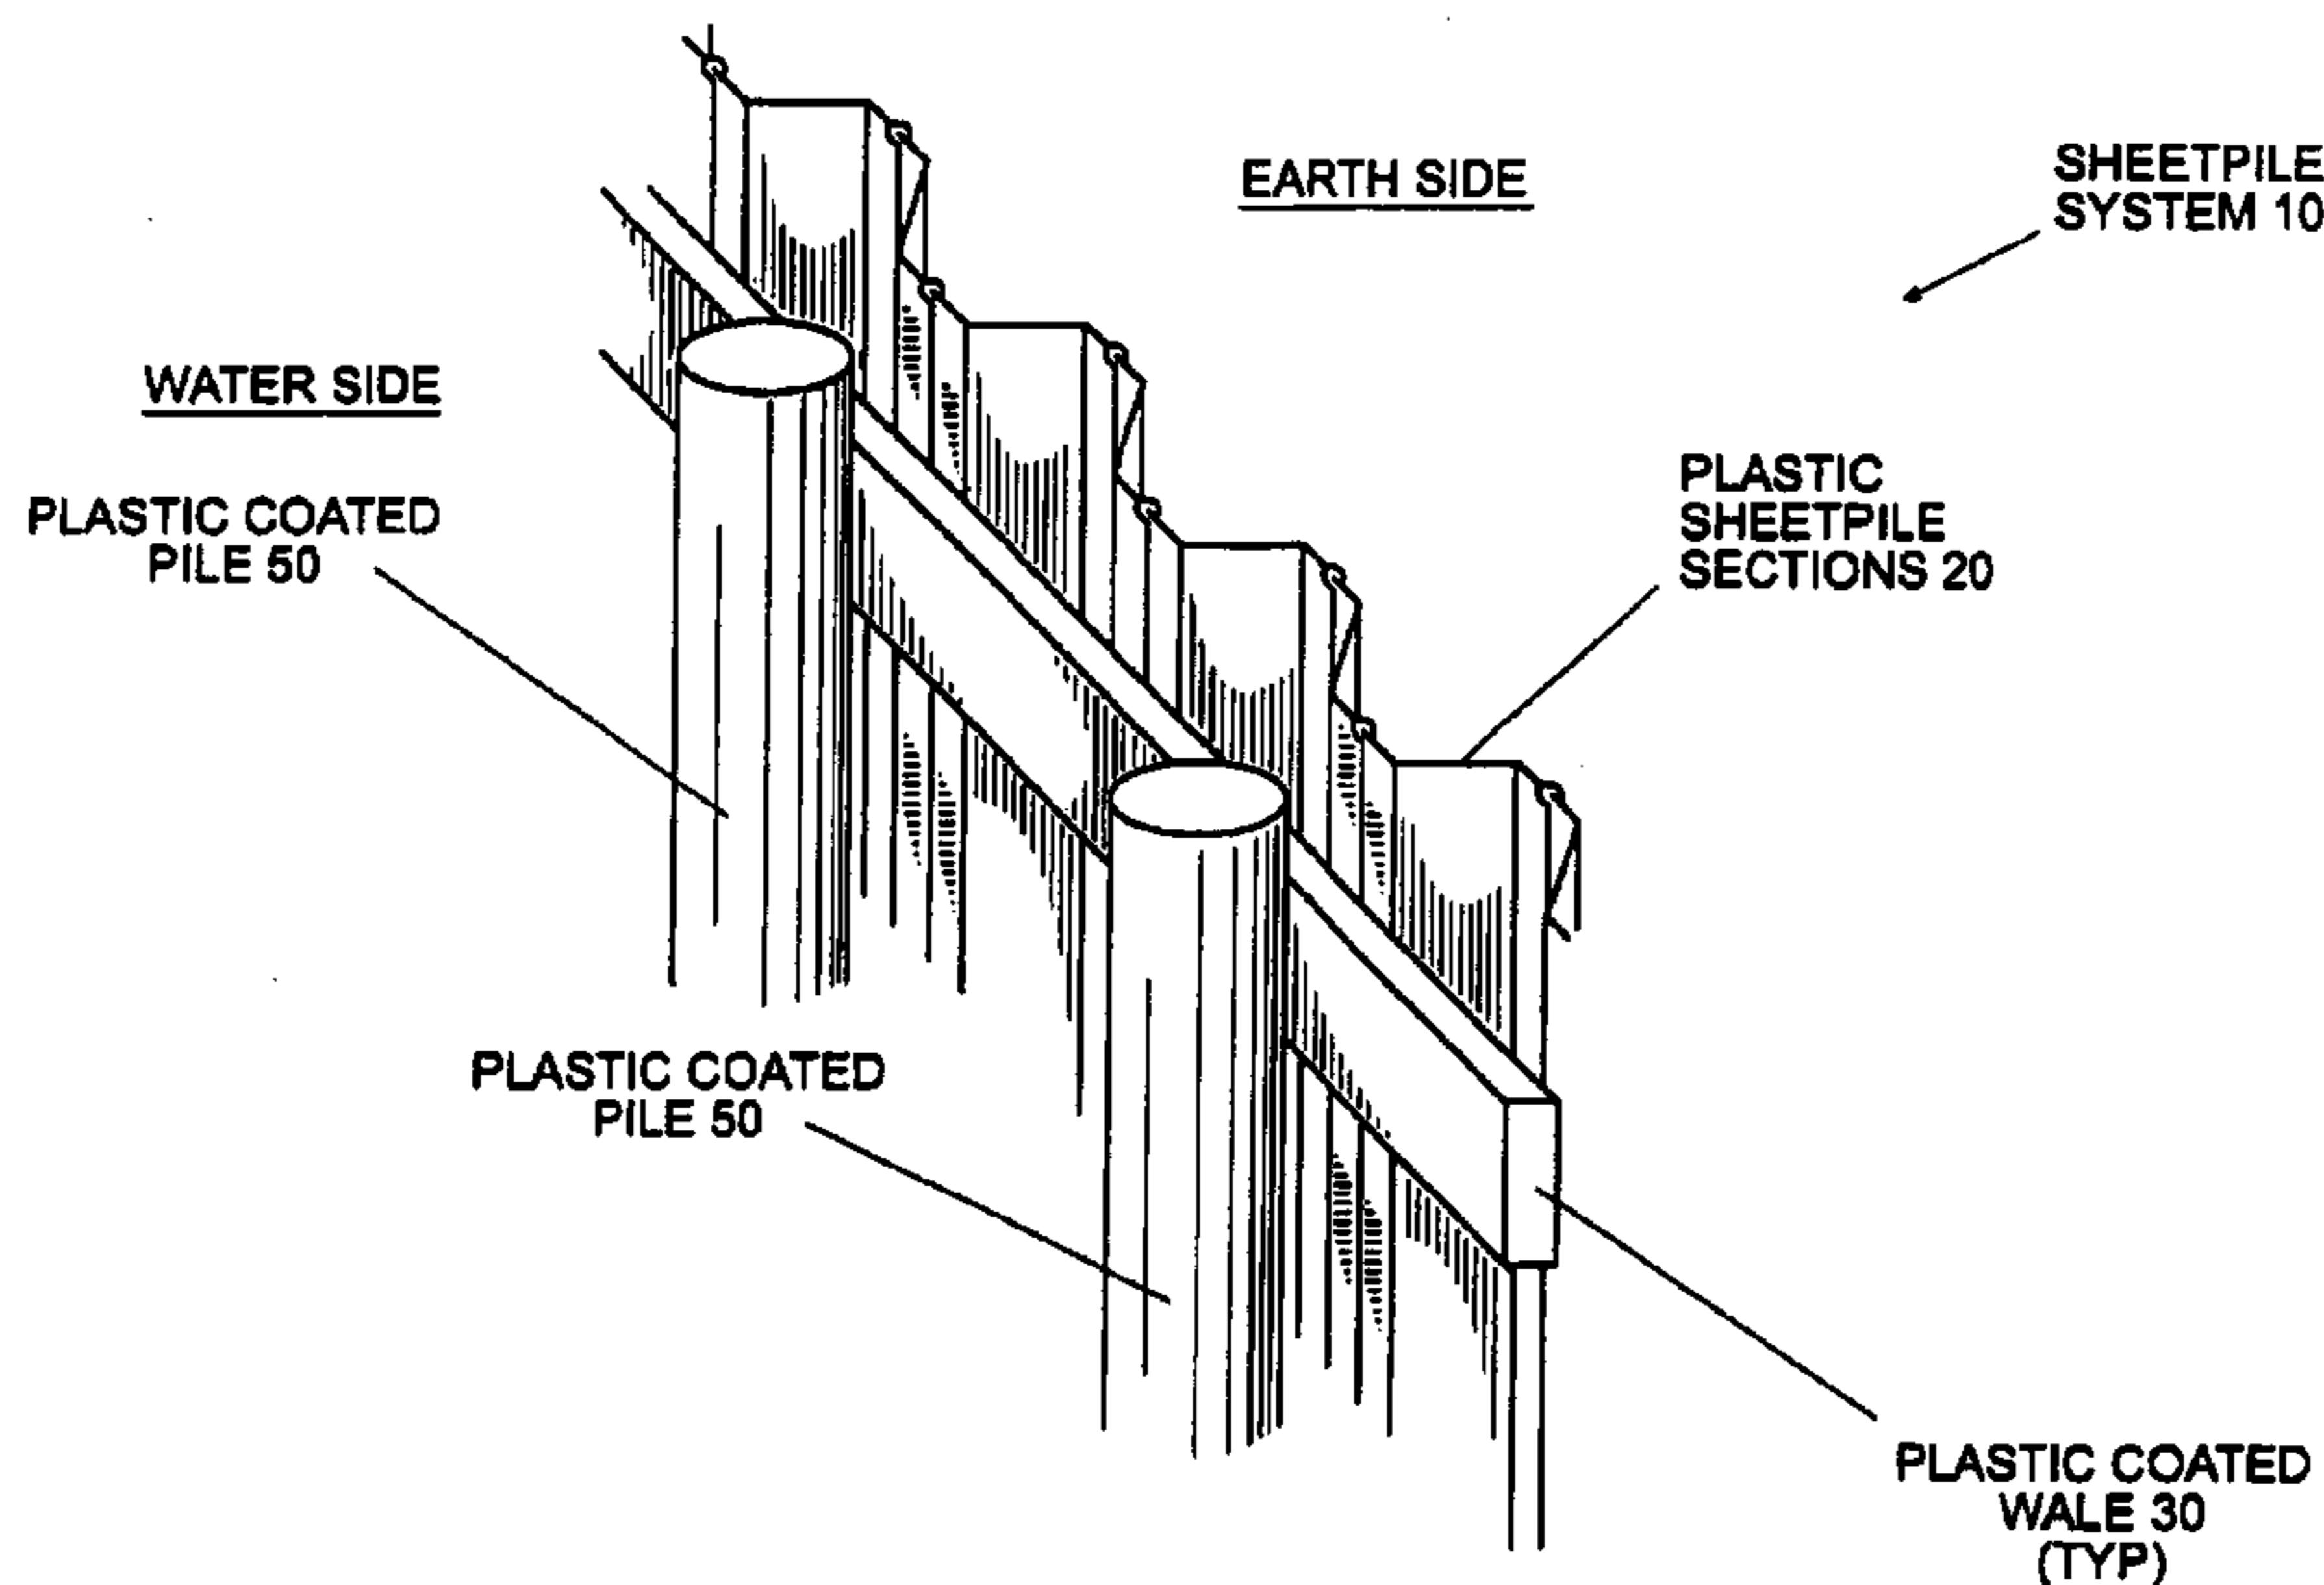 EARTH SIDE
SHEETPILE
SYSTEM 10
WATER SIDE
PLASTIC COATED
PILE 50
PLASTIC
SHEETPILE
SECTIONS 20
PLASTIC COATED
PILE 50
PLASTIC COATED
WALE 30
(TYP)